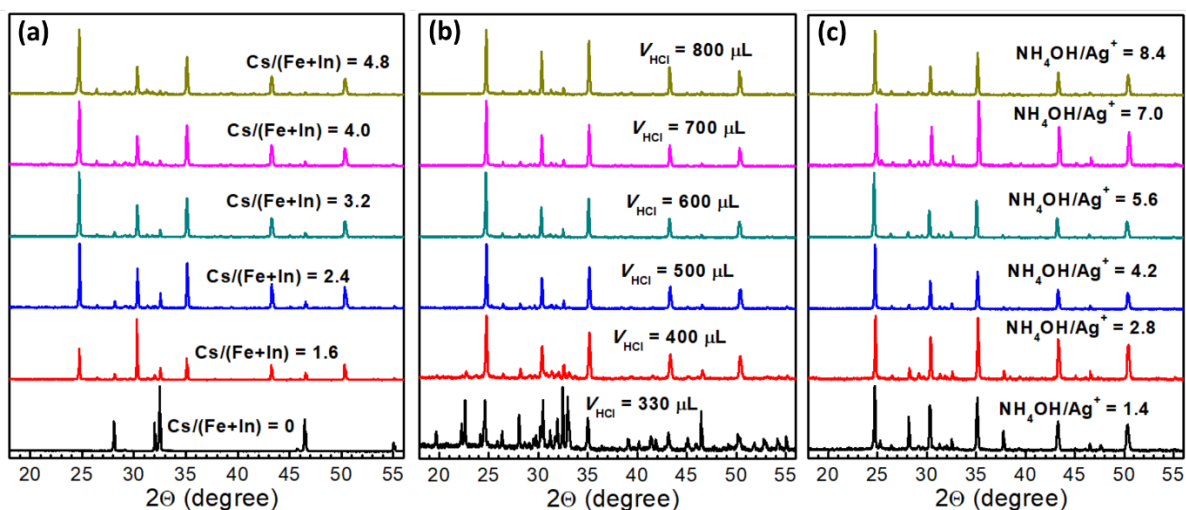 (a)
Cs/(Fe+In) = 4.8
Cs/(Fe+In) = 4.0
Cs/(Fe+In) = 3.2
Cs/(Fe+In) = 2.4
Cs/(Fe+In) = 1.6
Cs/(Fe+In) = 0
20 25 30 35 40 45 50 55
2Θ (degree)
(b)
VHCl = 800 μL
VHCl = 700 μL
VHCl = 600 μL
VHCl = 500 μL
VHCl = 400 μL
VHCl = 330 μL
20 25 30 35 40 45 50 55
2Θ (degree)
(c)
NH4OH/Ag+ = 8.4
NH4OH/Ag+ = 7.0
NH4OH/Ag+ = 5.6
NH4OH/Ag+ = 4.2
NH4OH/Ag+ = 2.8
NH4OH/Ag+ = 1.4
20 25 30 35 40 45 50 55
2Θ (degree)